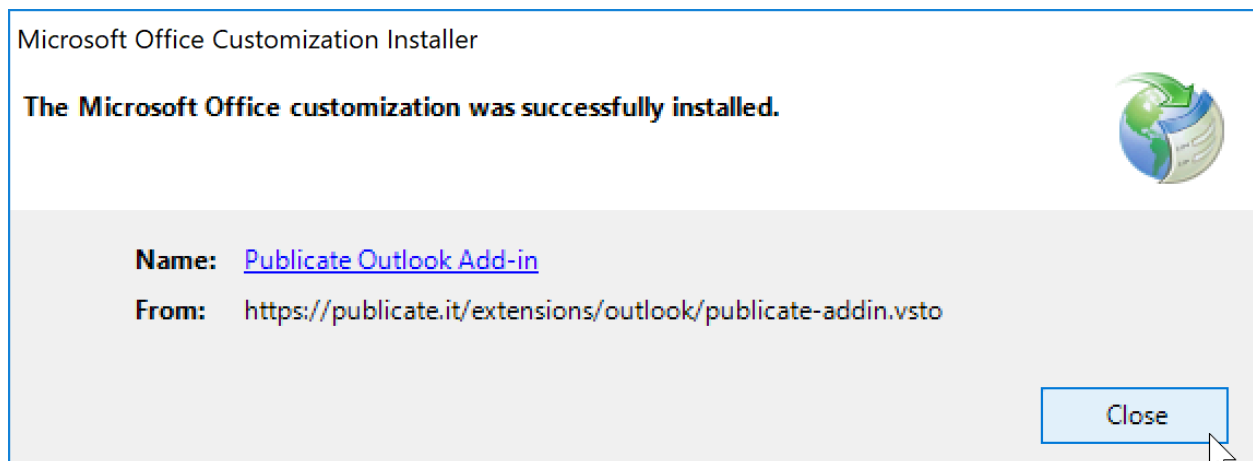 Microsoft Office Customization Installer
The Microsoft Office customization was successfully installed.
Name: Publicate Outlook Add-in
From: https://publicate.it/extensions/outlook/publicate-addin.vsto
Close